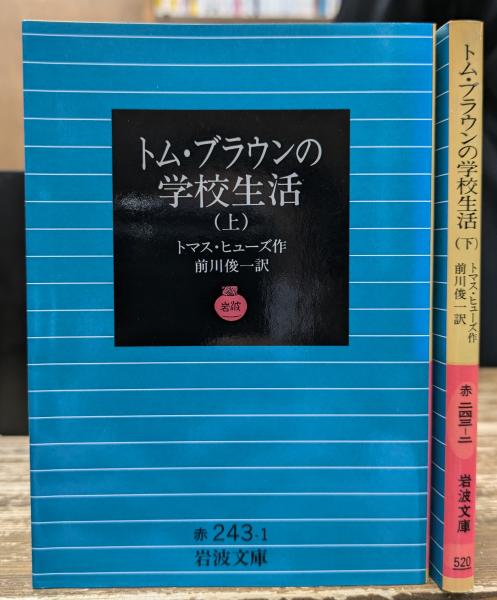 トム・ブラウンの
学校生活
(上)
トマス・ヒューズ作
前川俊一訳
岩波
赤 243-1
岩波文庫
トム・ブラウンの学校生活(下)
トマス・ヒューズ作
前川俊一訳
赤 二四三-二
岩波文庫
520